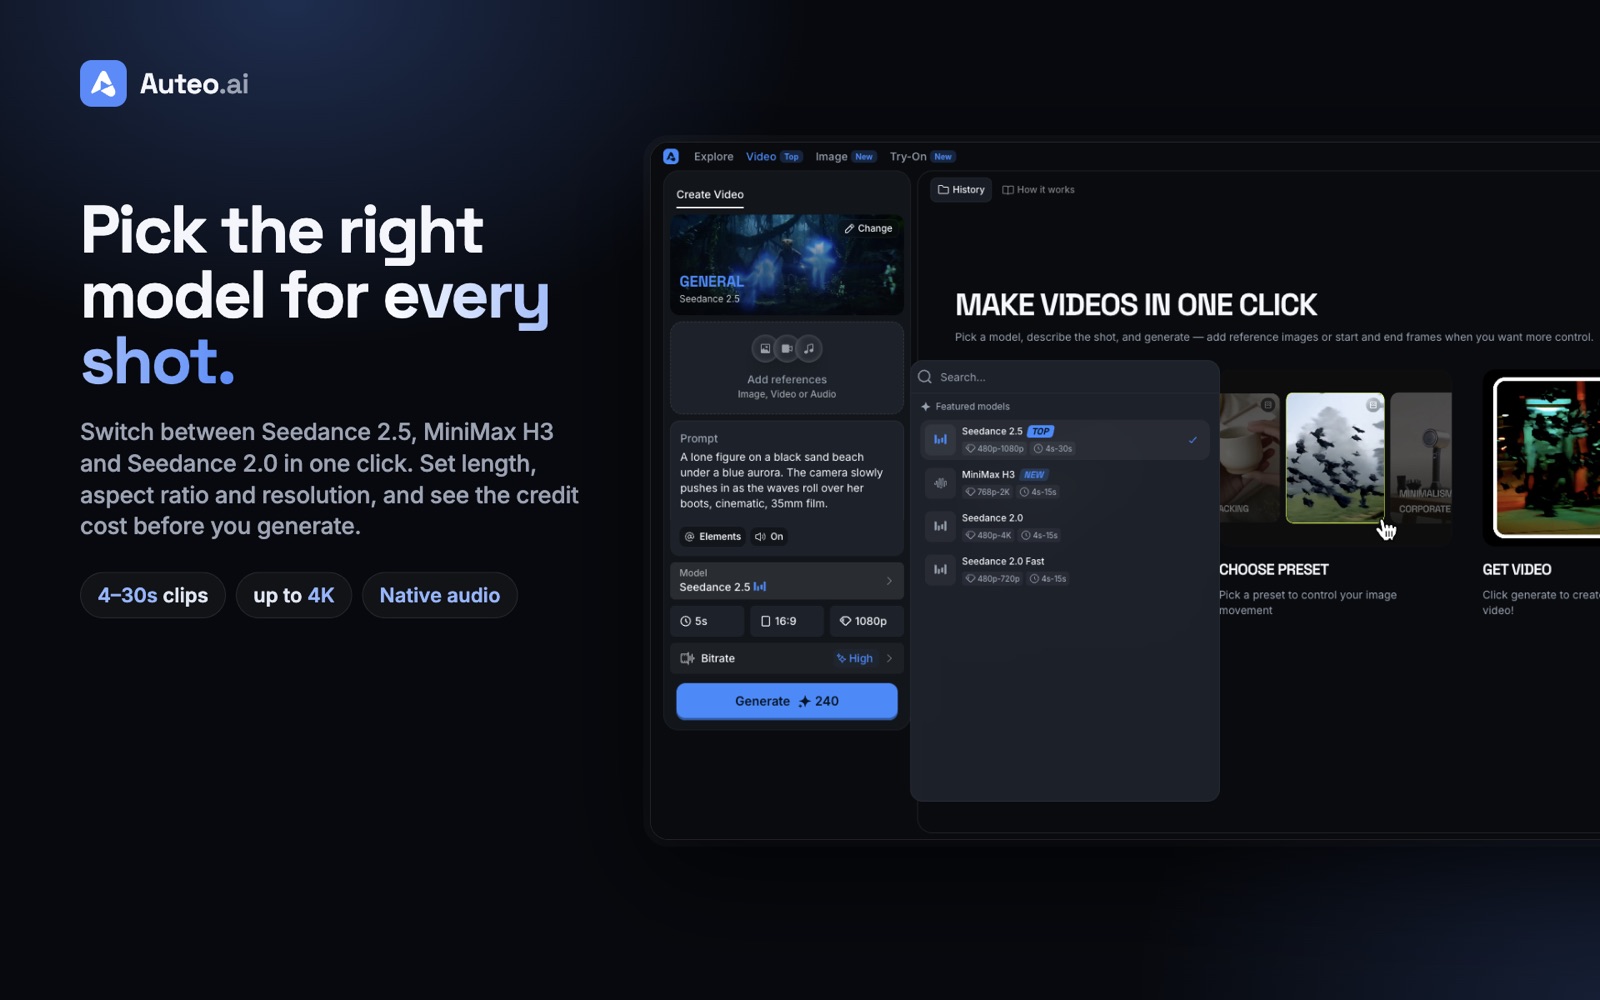 Auteo.ai
Pick the right
model for every
shot.
Switch between Seedance 2.5, MiniMax H3
and Seedance 2.0 in one click. Set length,
aspect ratio and resolution, and see the credit
cost before you generate.
4–30s clips
up to 4K
Native audio
Explore
Video Top
Image New
Try-On New
Create Video
Change
GENERAL
Seedance 2.5
Add references
Image, Video or Audio
Prompt
A lone figure on a black sand beach
under a blue aurora. The camera slowly
pushes in as the waves roll over her
boots, cinematic, 35mm film.
Elements
On
Model
Seedance 2.5
5s
16:9
1080p
Bitrate
High
Generate 240
History
How it works
MAKE VIDEOS IN ONE CLICK
Pick a model, describe the shot, and generate — add reference images or start and end frames when you want more control.
Search...
Featured models
Seedance 2.5 TOP
480p-1080p 4s-30s
MiniMax H3 NEW
768p-2K 4s-15s
Seedance 2.0
480p-4K 4s-15s
Seedance 2.0 Fast
480p-720p 4s-15s
ACKING
MINIMALISM
CORPORATE
CHOOSE PRESET
Pick a preset to control your image
movement
GET VIDEO
Click generate to create
video!